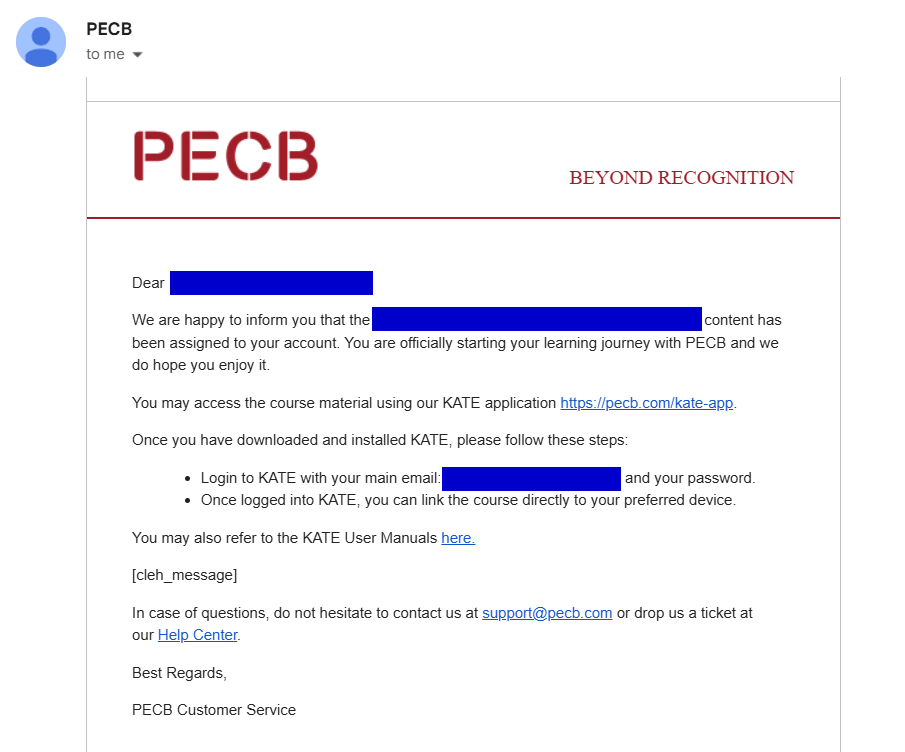 PECB
to me
PECB
BEYOND RECOGNITION
Dear
We are happy to inform you that the content has
been assigned to your account. You are officially starting your learning journey with PECB and we
do hope you enjoy it.
You may access the course material using our KATE application https://pecb.com/kate-app.
Once you have downloaded and installed KATE, please follow these steps:
• Login to KATE with your main email: and your password.
• Once logged into KATE, you can link the course directly to your preferred device.
You may also refer to the KATE User Manuals here.
[cleh_message]
In case of questions, do not hesitate to contact us at support@pecb.com or drop us a ticket at
our Help Center.
Best Regards,
PECB Customer Service